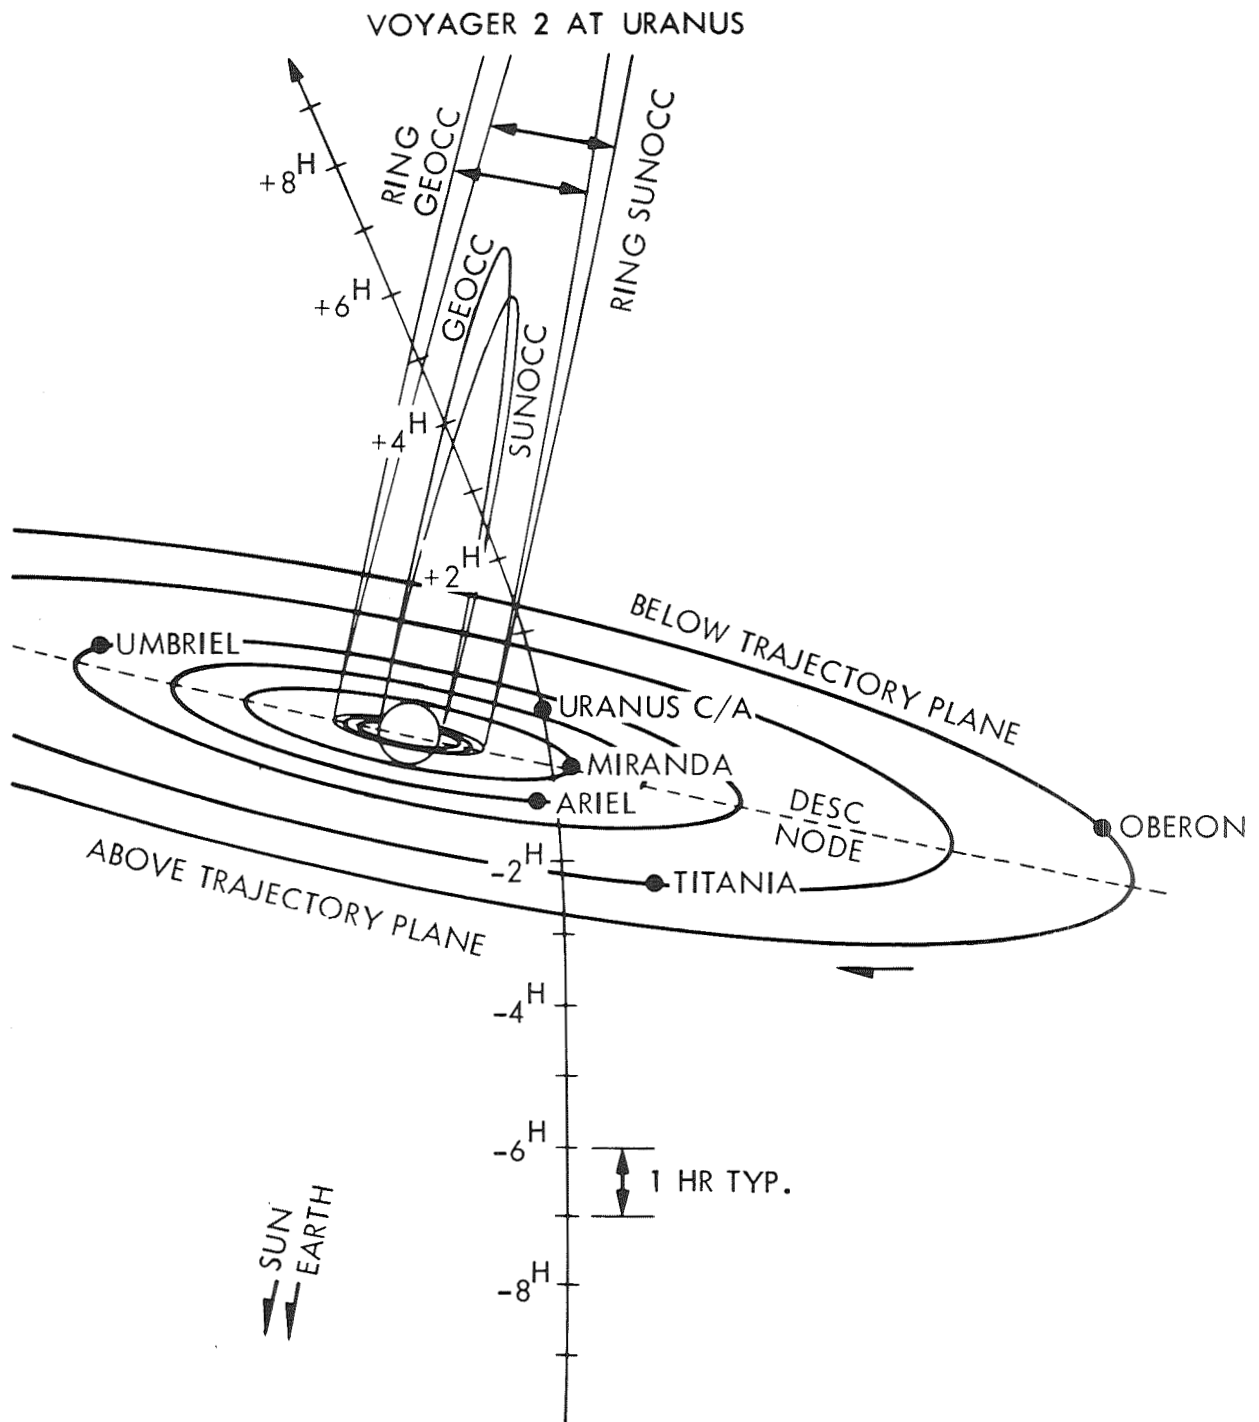 VOYAGER 2 AT URANUS
RING
GEOCC
RING SUNOCC
+8H
+6H
GEOCC
SUNOCC
+4H
+2H
BELOW TRAJECTORY PLANE
UMBRIEL
URANUS C/A
MIRANDA
ARIEL
DESC
NODE
OBERON
-2H
TITANIA
ABOVE TRAJECTORY PLANE
-4H
-6H
1 HR TYP.
SUN
EARTH
-8H